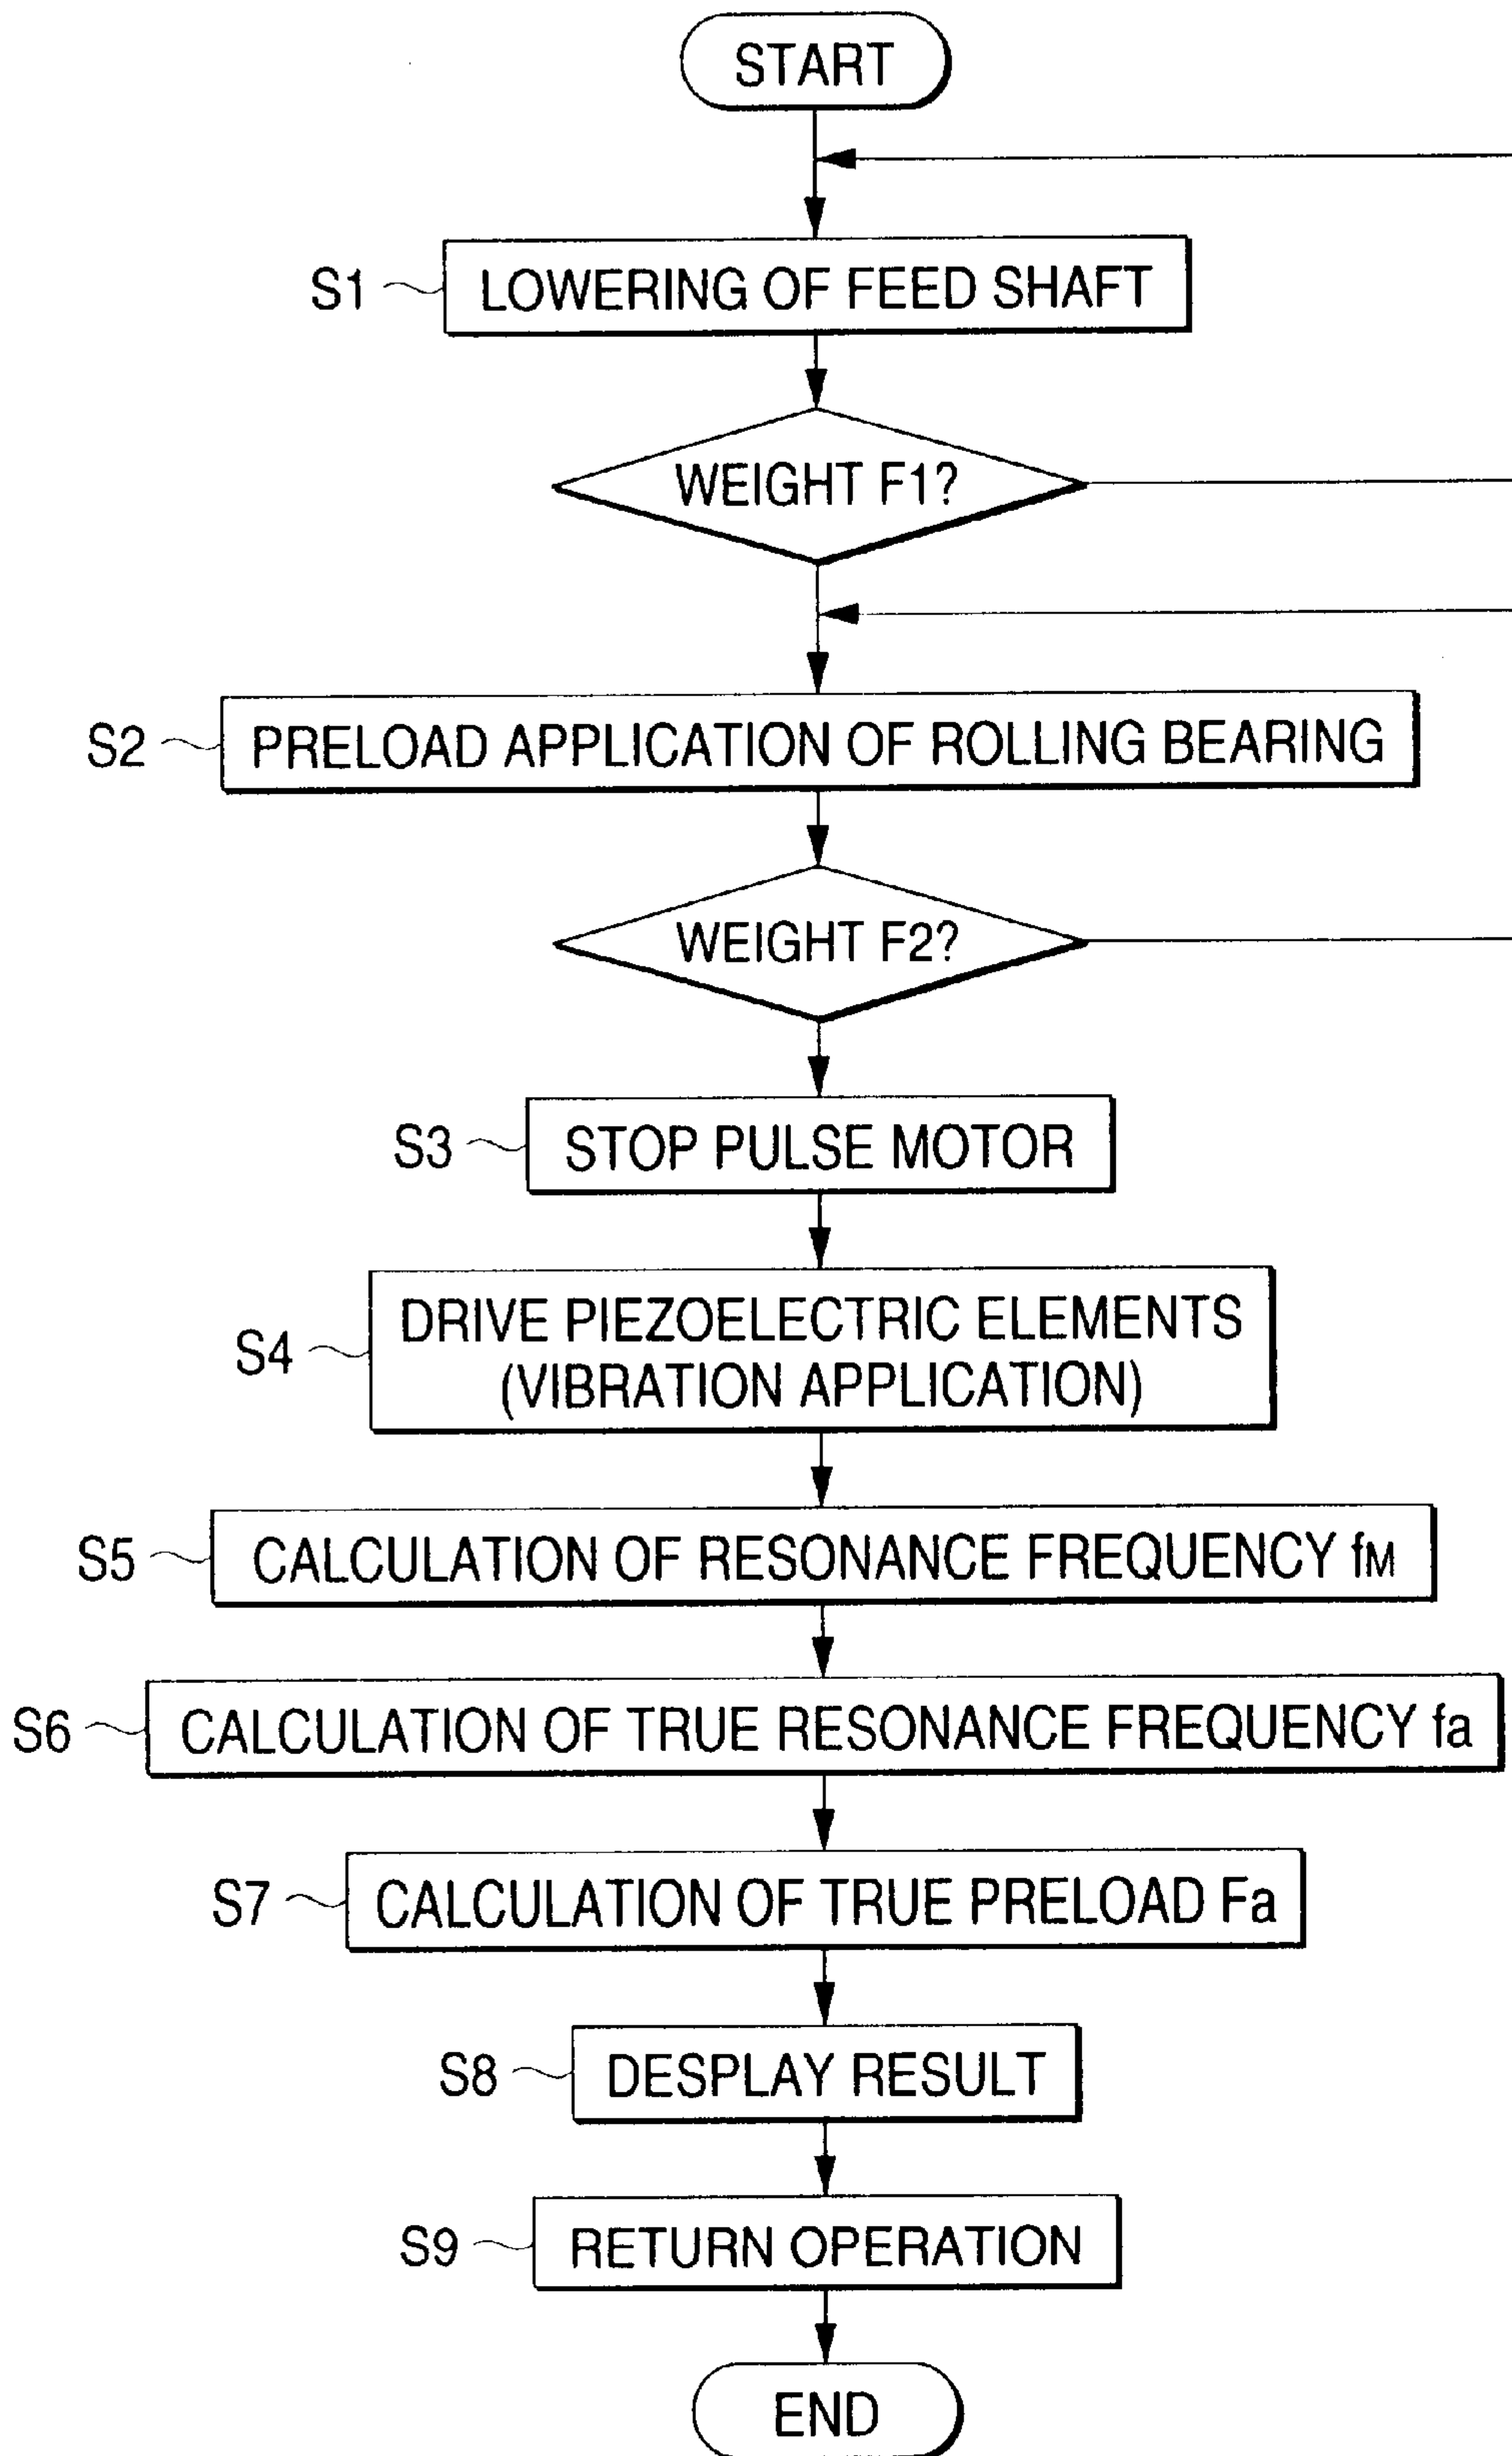 START
S1 LOWERING OF FEED SHAFT
WEIGHT F1?
S2 PRELOAD APPLICATION OF ROLLING BEARING
WEIGHT F2?
S3 STOP PULSE MOTOR
S4 DRIVE PIEZOELECTRIC ELEMENTS
(VIBRATION APPLICATION)
S5 CALCULATION OF RESONANCE FREQUENCY fM
S6 CALCULATION OF TRUE RESONANCE FREQUENCY fa
S7 CALCULATION OF TRUE PRELOAD Fa
S8 DESPLAY RESULT
S9 RETURN OPERATION
END